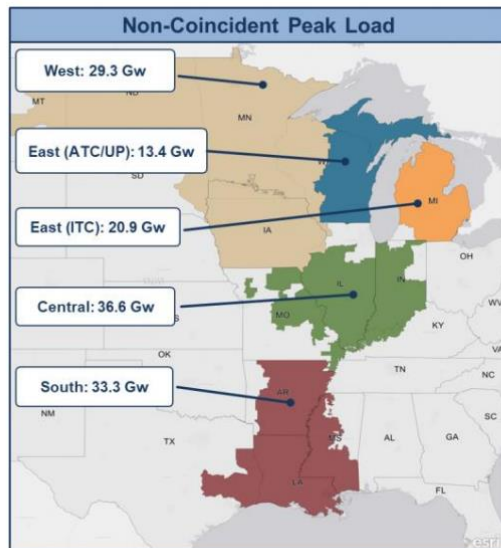 Non-Coincident Peak Load
West: 29.3 Gw
MT
ND
MN
East (ATC/UP): 13.4 Gw
W
SD
MI
East (ITC): 20.9 Gw
IA
OH
IL
IN
Central: 36.6 Gw
MO
WV
KY
VA
OK
TN
NC
South: 33.3 Gw
AR
SC
NM
MS
AL
GA
TX
LA
FL
esri